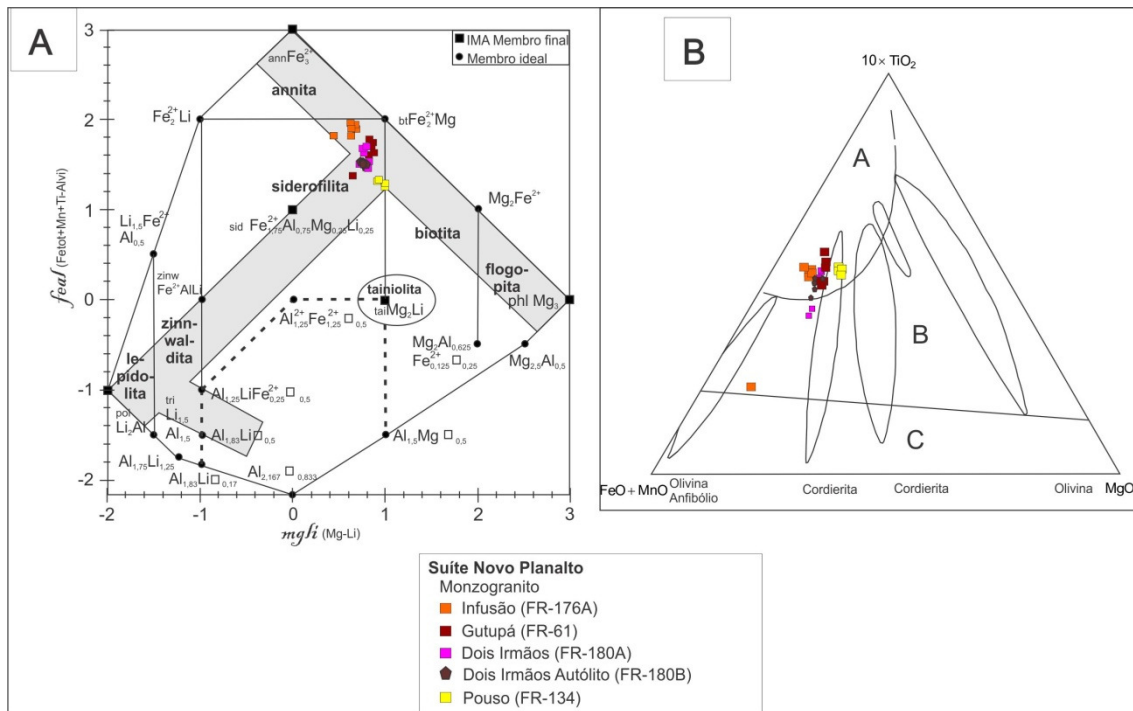 A
3
2
1
0
-1
-2
feal (Fetot+Mn+Ti-Alvi)
-2
-1
0
1
2
3
mgli (Mg-Li)
■ IMA Membro final
● Membro ideal
annFe₃²⁺
annita
Fe₂²⁺Li
btFe₂²⁺Mg
siderofilita
Li₁,₅Fe²⁺
Al₀,₅
sid Fe²⁺₁,₇₅Al₀,₇₅Mg₀,₂₅Li₀,₂₅
Mg₂Fe²⁺
biotita
flogo-
pita
phl Mg₃
zinw
Fe²⁺AlLi
zinn-
wal-
dita
tainiolita
taiMg₂Li
Al²⁺₁,₂₅Fe²⁺₁,₂₅□₀,₅
Mg₂Al₀,₆₂₅
Fe²⁺₀,₁₂₅□₀,₂₅
Mg₂,₅Al₀,₅
le-
pido-
lita
Al₁,₂₅LiFe²⁺₀,₂₅□₀,₅
pol
Li₂Al
tri
Li₁,₅
Al₁,₅
Al₁,₈₃Li□₀,₅
Al₁,₅Mg□₀,₅
Al₁,₇₅Li₁,₂₅
Al₁,₈₃Li□₀,₁₇
Al₂,₁₆₇□₀,₈₃₃
B
10× TiO₂
A
B
C
FeO + MnO
Olivina
Anfibólio
Cordierita
Cordierita
Olivina
MgO
Suíte Novo Planalto
Monzogranito
Infusão (FR-176A)
Gutupá (FR-61)
Dois Irmãos (FR-180A)
Dois Irmãos Autólito (FR-180B)
Pouso (FR-134)